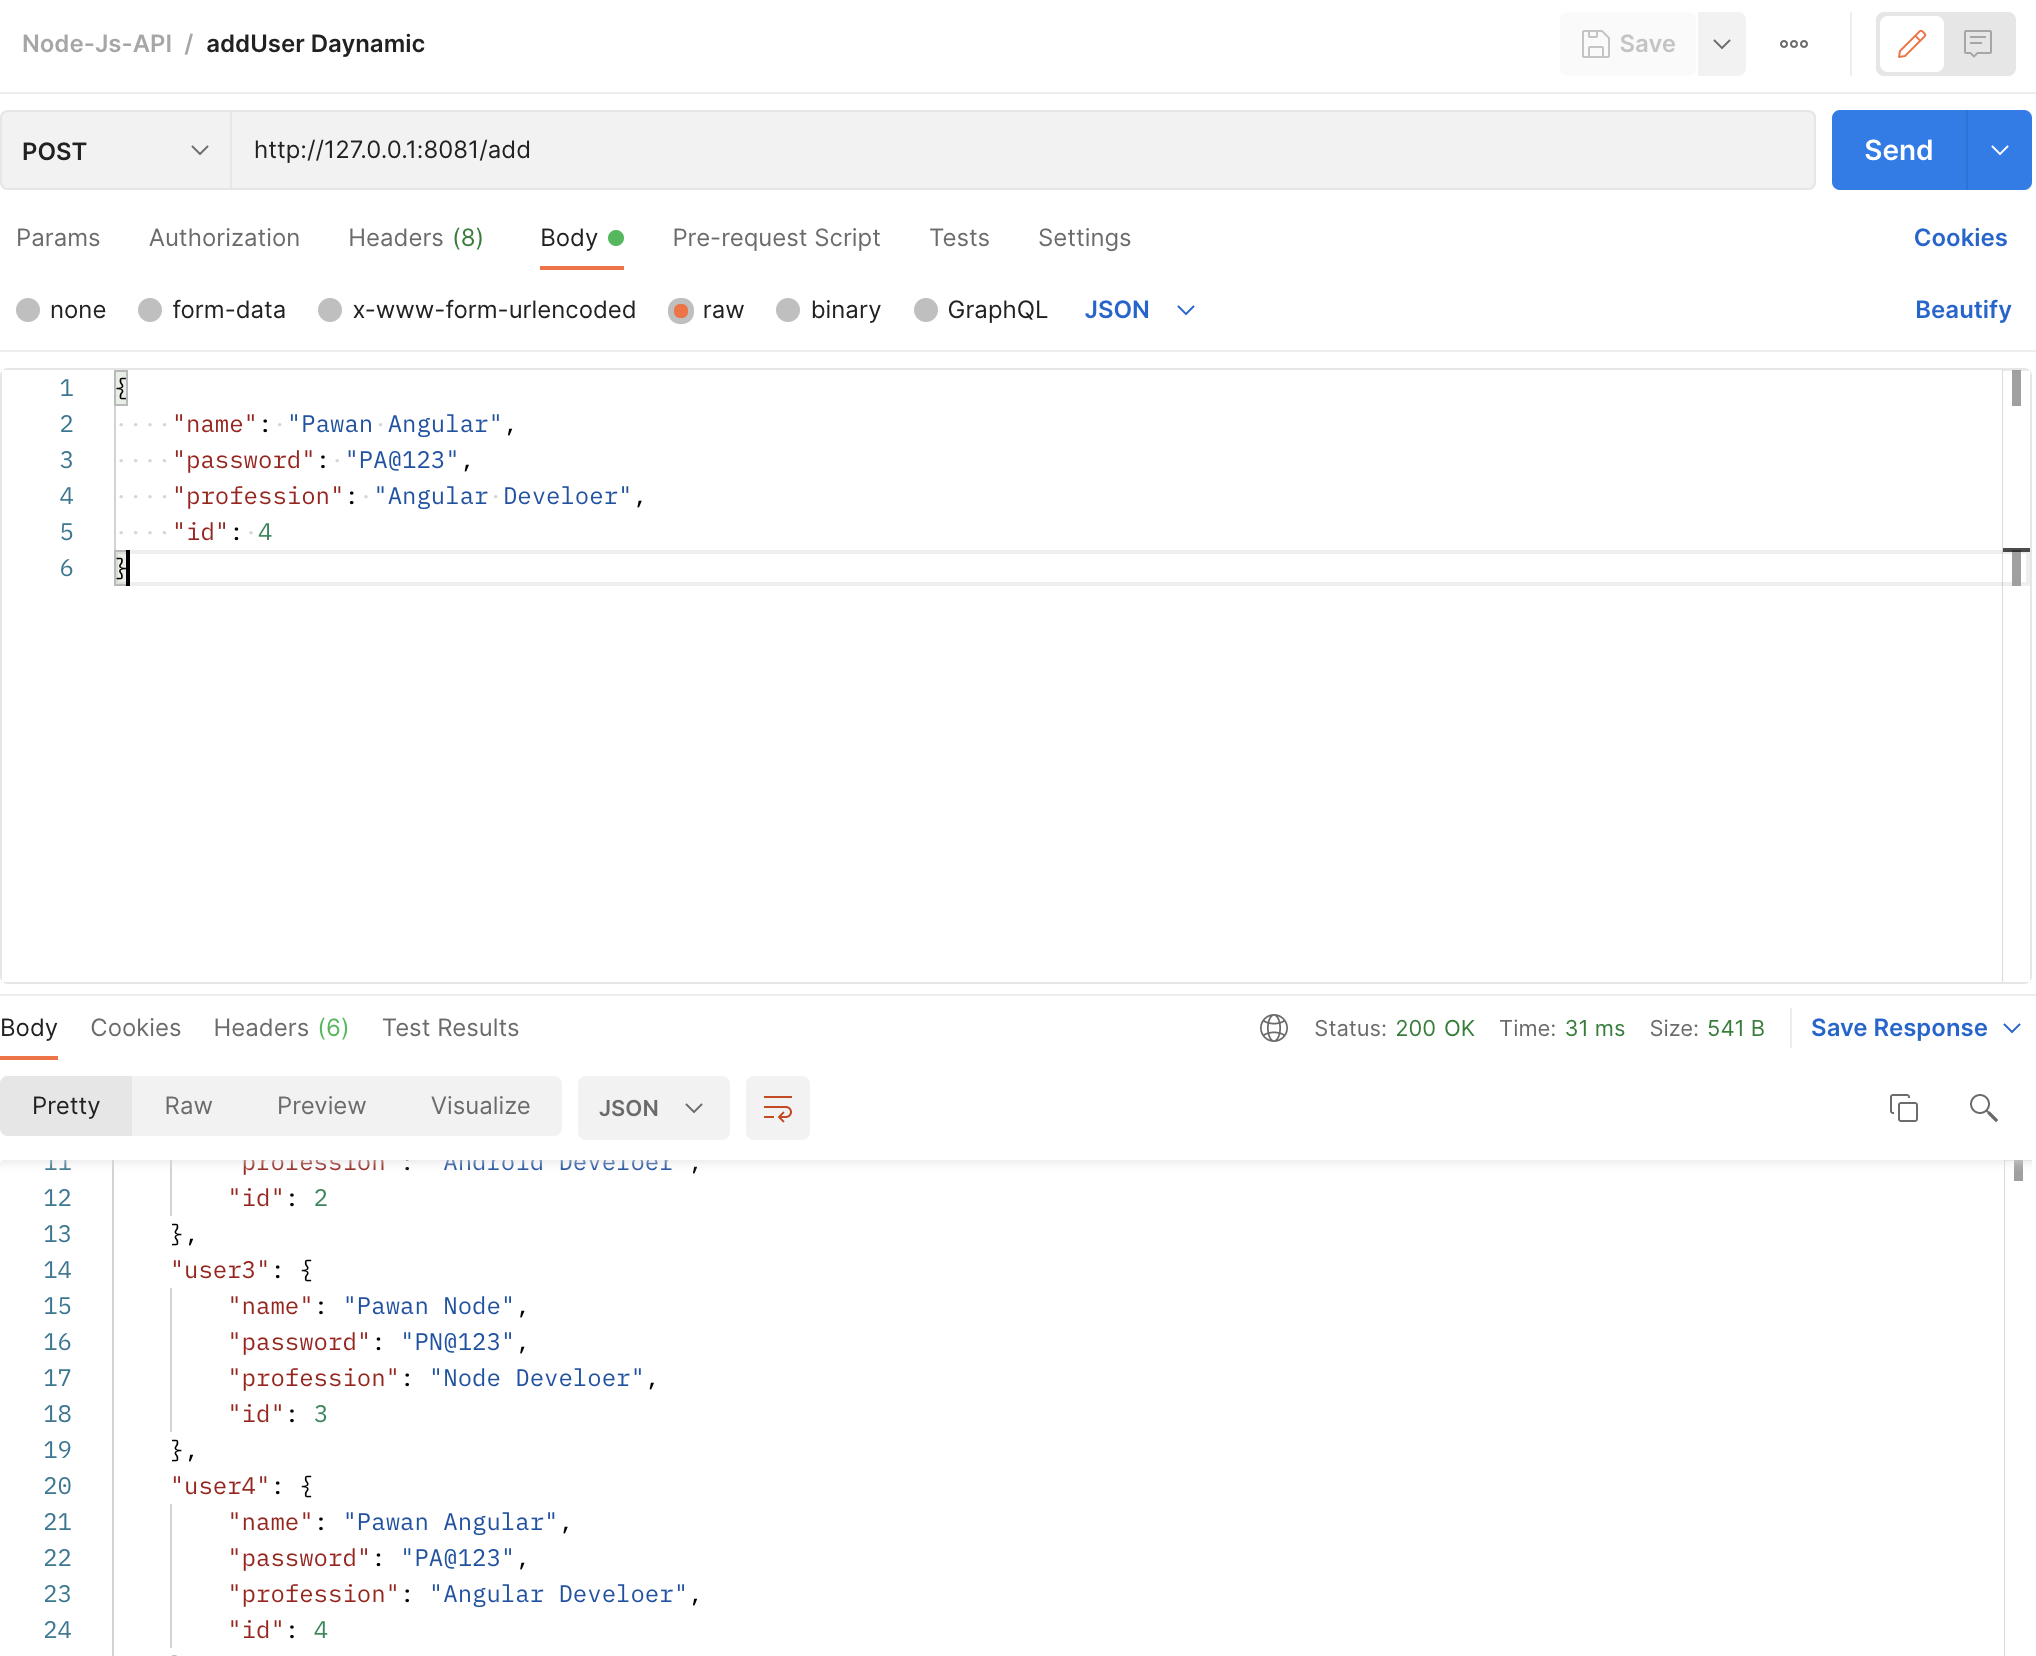 Node-Js-API / addUser Daynamic Save
POST http://127.0.0.1:8081/add Send
Params Authorization Headers (8) Body Pre-request Script Tests Settings Cookies
none form-data x-www-form-urlencoded raw binary GraphQL JSON Beautify
1 {
2 "name": "Pawan Angular",
3 "password": "PA@123",
4 "profession": "Angular Develoer",
5 "id": 4
6 }
Body Cookies Headers (6) Test Results Status: 200 OK Time: 31 ms Size: 541 B Save Response
Pretty Raw Preview Visualize JSON
11 "profession": "Android Develoer",
12 "id": 2
13 },
14 "user3": {
15 "name": "Pawan Node",
16 "password": "PN@123",
17 "profession": "Node Develoer",
18 "id": 3
19 },
20 "user4": {
21 "name": "Pawan Angular",
22 "password": "PA@123",
23 "profession": "Angular Develoer",
24 "id": 4